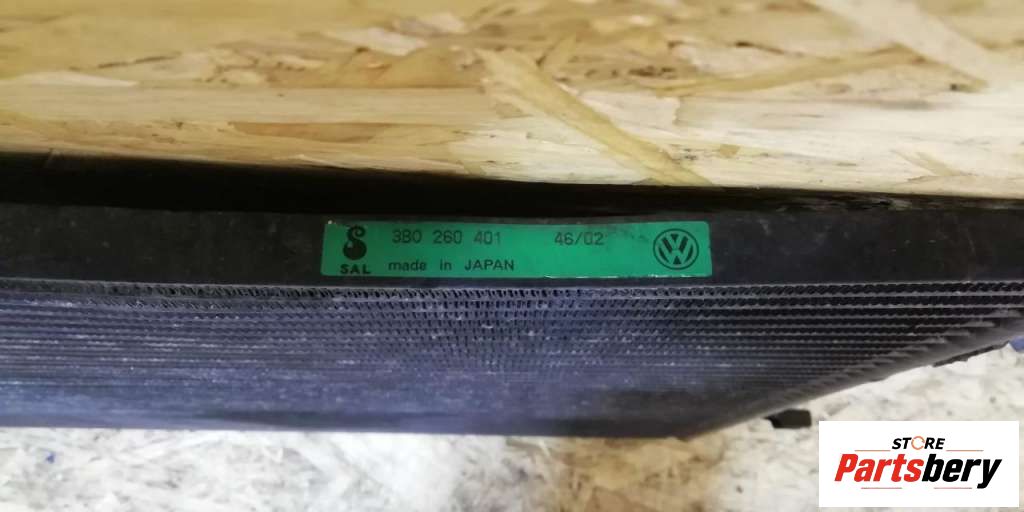 3B0 260 401 46/02
SAL made in JAPAN
STORE
Partsbery